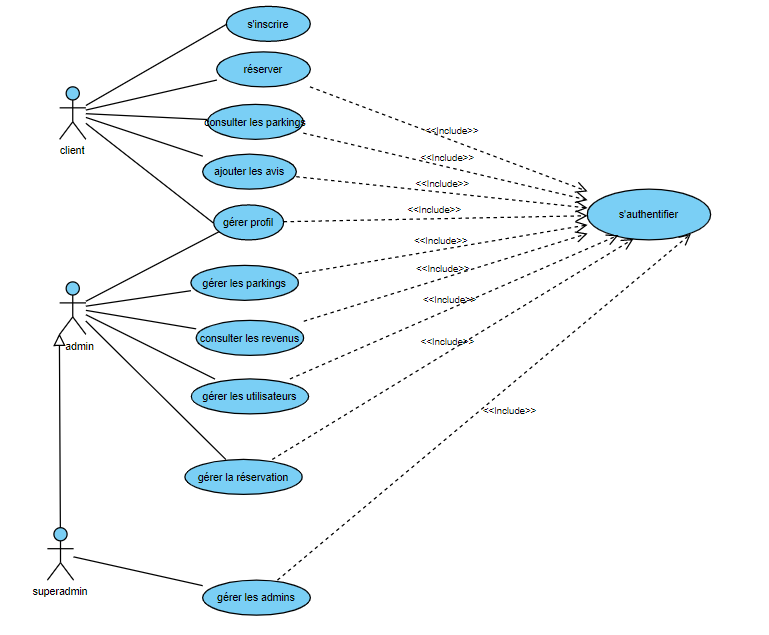 s'inscrire
réserver
client
consulter les parkings
<<Include>>
<<Include>>
ajouter les avis
<<Include>>
gérer profil
<<Include>>
s'authentifier
<<Include>>
gérer les parkings
<<Include>>
<<Include>>
admin
consulter les revenus
<<Include>>
gérer les utilisateurs
<<Include>>
gérer la réservation
superadmin
gérer les admins